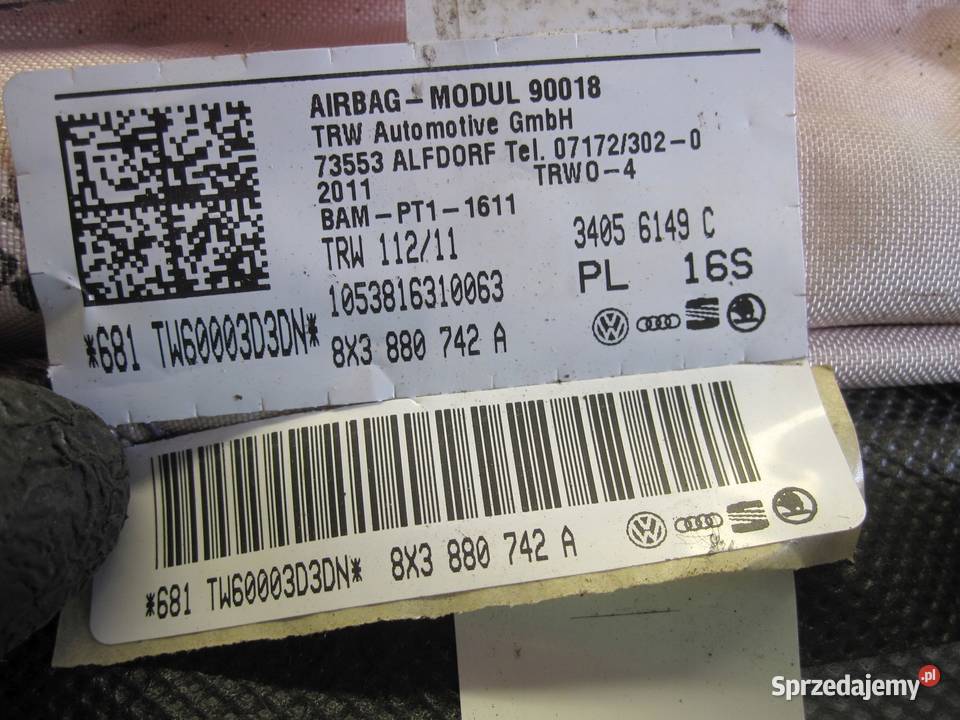 AIRBAG-MODUL 90018
TRW Automotive GmbH
73553 ALFDORF Tel. 07172/302-0
2011 TRWO-4
BAM-PT1-1611
TRW 112/11 3405 6149 C
1053816310063 PL 16S
*681 TW60003D3DN* 8X3 880 742 A
*681 TW60003D3DN* 8X3 880 742 A
Sprzedajemy.pl